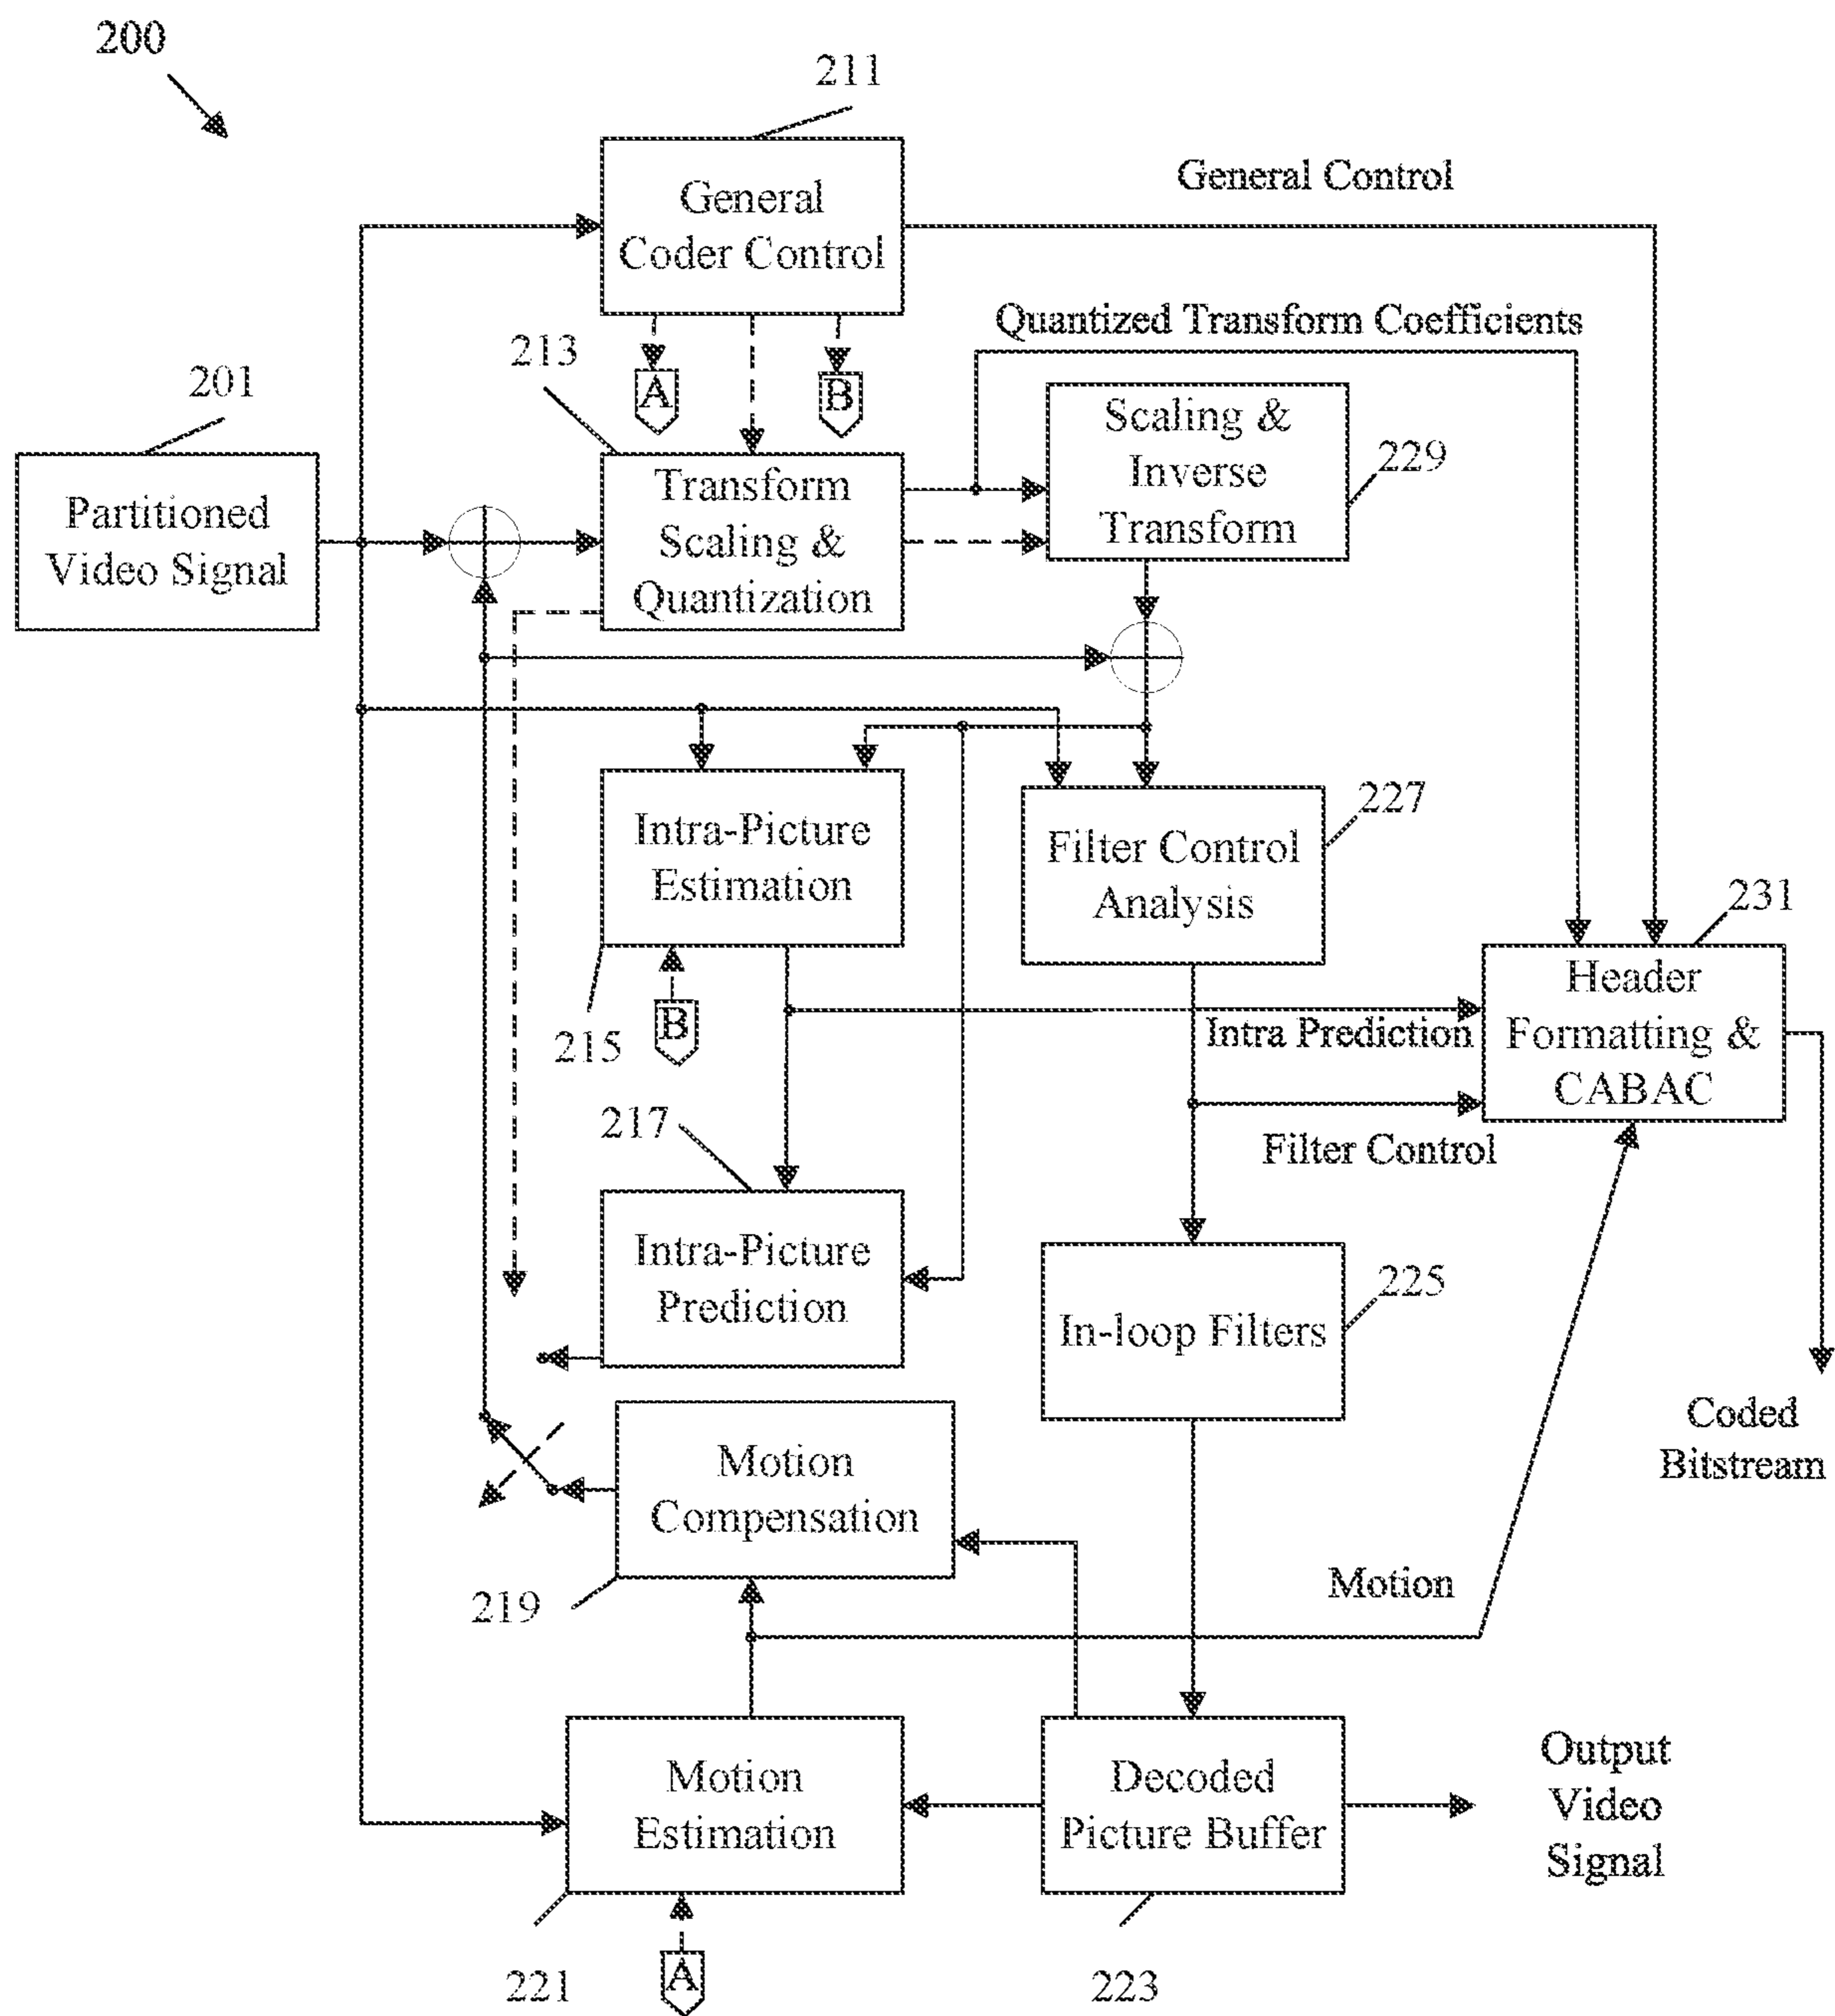 200
211
General
Coder Control
General Control
Quantized Transform Coefficients
213
A
B
201
Partitioned
Video Signal
Transform
Scaling &
Quantization
Scaling &
Inverse
Transform
229
Intra-Picture
Estimation
215
B
227
Filter Control
Analysis
231
Header
Formatting &
CABAC
Intra Prediction
Filter Control
217
Intra-Picture
Prediction
225
In-loop Filters
Coded
Bitstream
Motion
Compensation
219
Motion
Motion
Estimation
221
A
Decoded
Picture Buffer
223
Output
Video
Signal